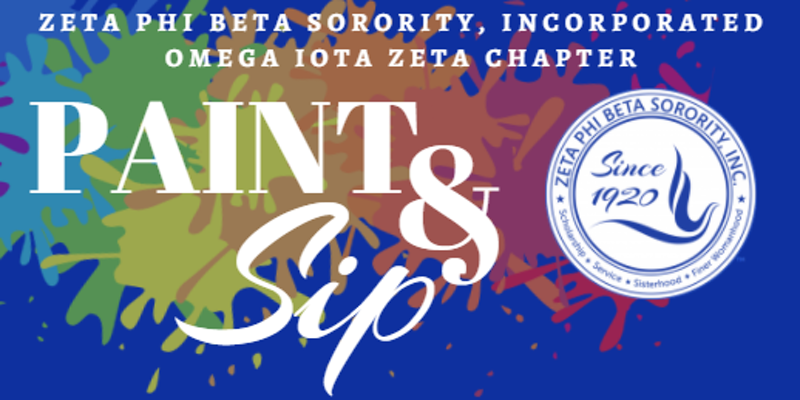 ZETA PHI BETA SORORITY, INCORPORATED
OMEGA IOTA ZETA CHAPTER
PAINT
&
Sip
ZETA PHI BETA SORORITY, INC.
Since
1920
Scholarship ★ Service ★ Sisterhood ★ Finer Womanhood